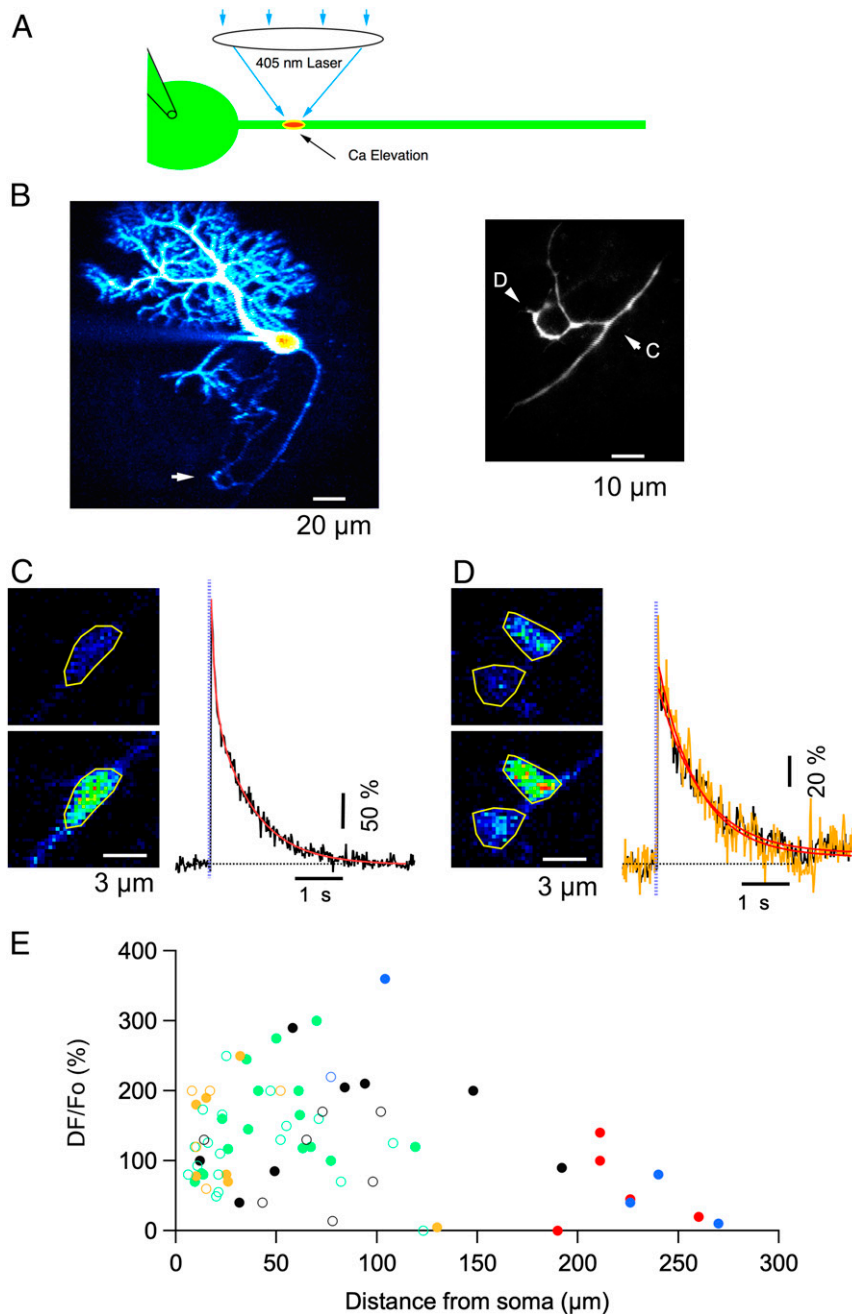 A
405 nm Laser
Ca Elevation
B
D
C
20 µm
10 µm
C
50 %
3 µm
1 s
D
20 %
3 µm
1 s
E
400
300
200
100
0
DF/Fo (%)
0 50 100 150 200 250 300
Distance from soma (µm)